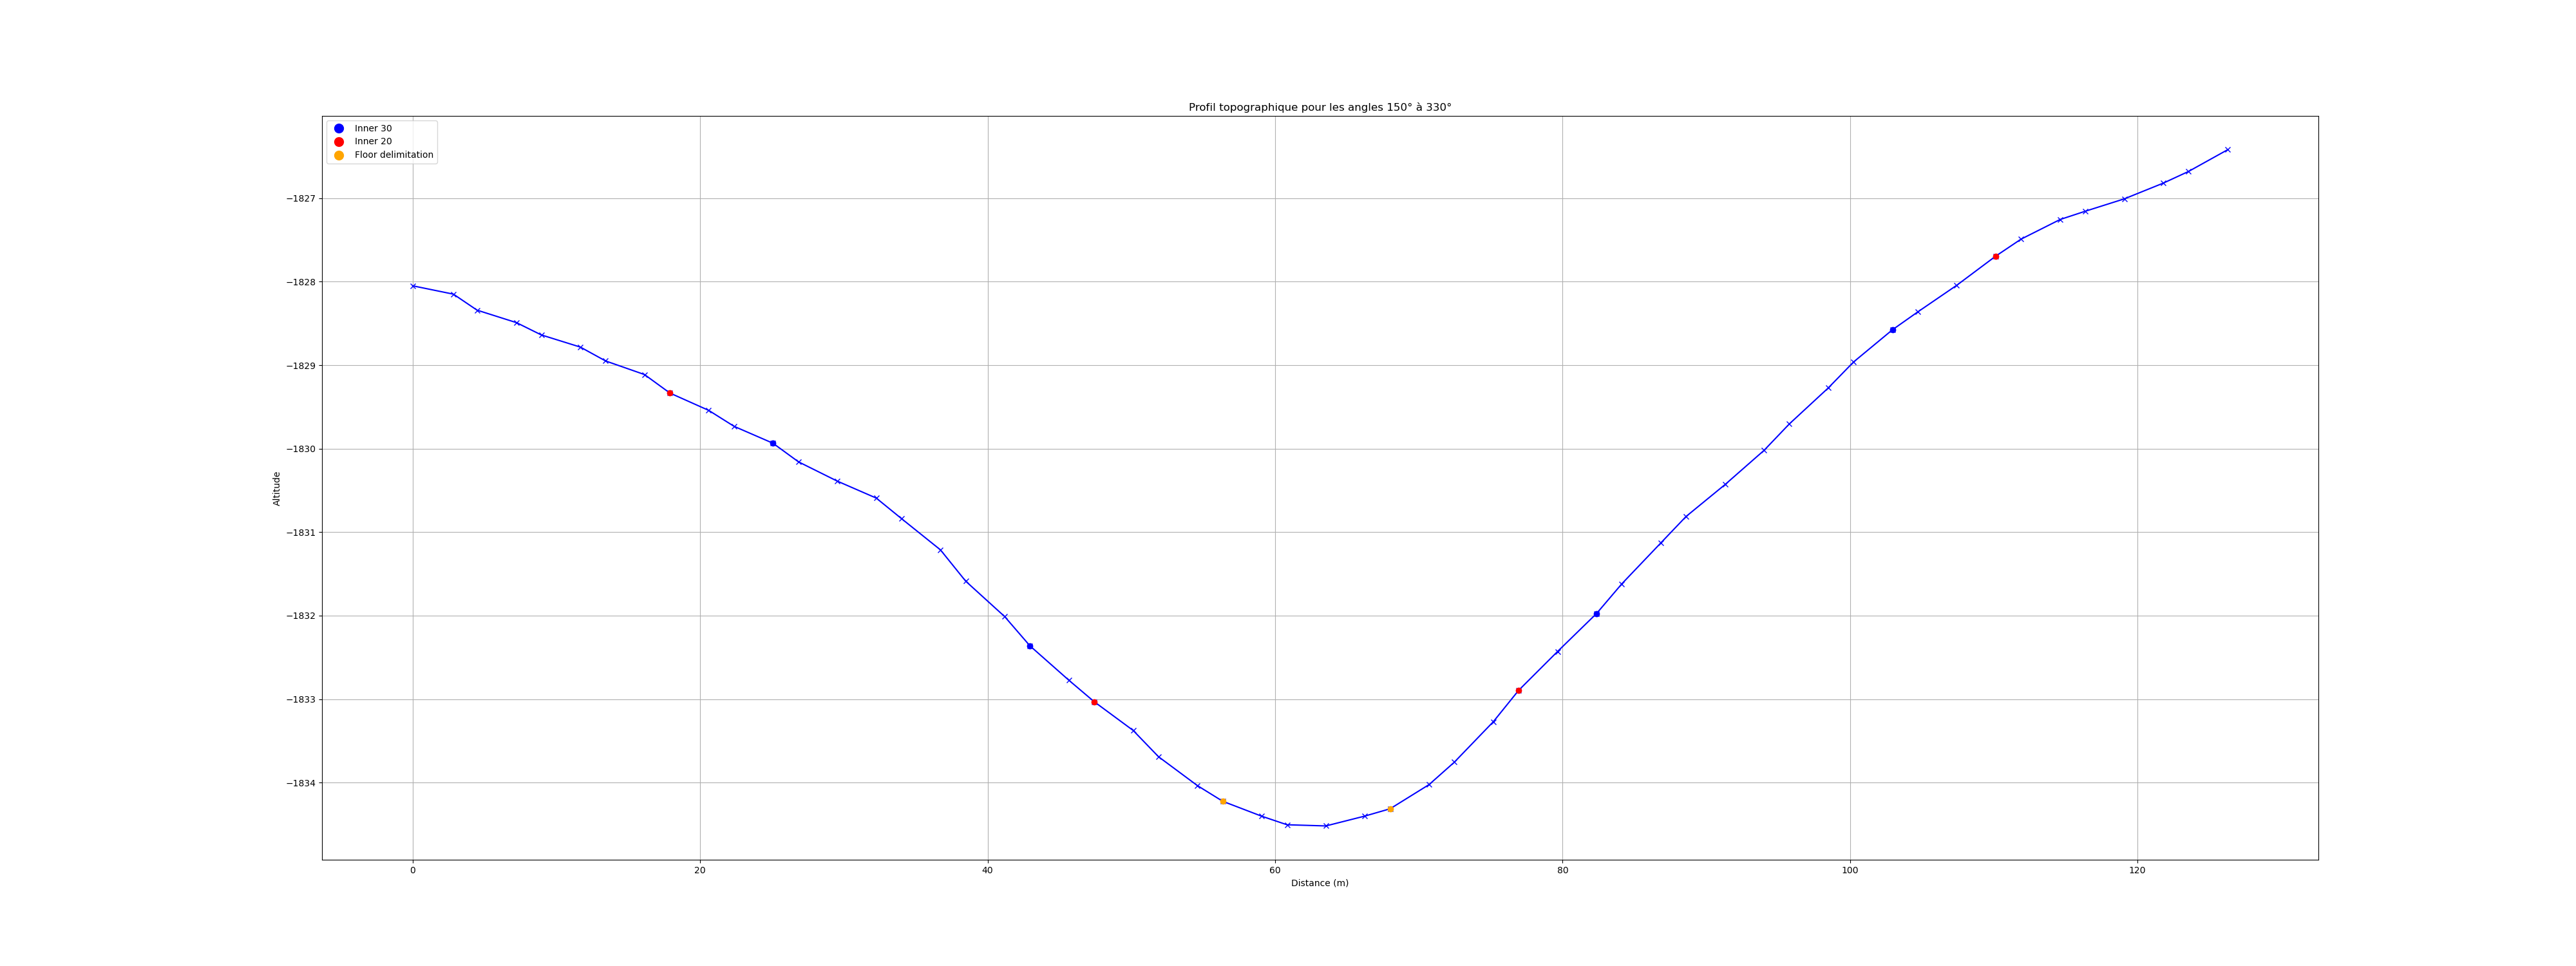 Profil topographique pour les angles 150° à 330°
Inner 30
Inner 20
Floor delimitation
−1827
−1828
−1829
−1830
−1831
−1832
−1833
−1834
Altitude
0 20 40 60 80 100 120
Distance (m)